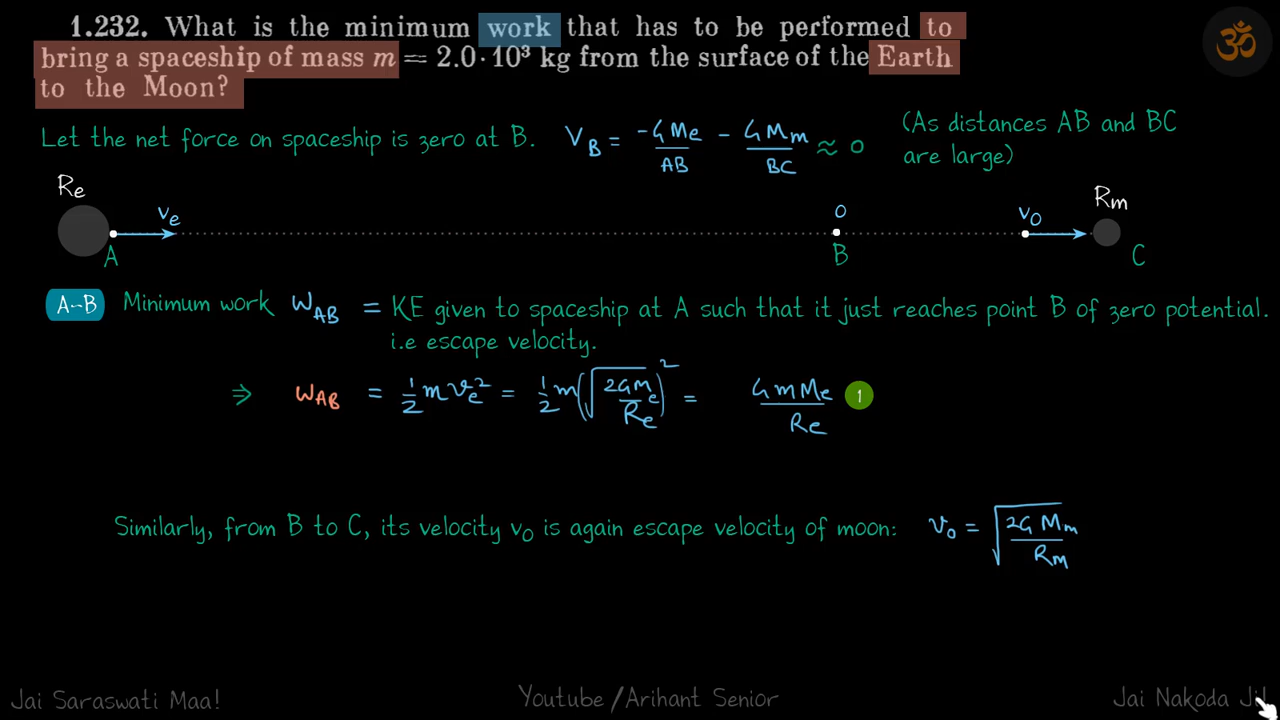 1.232. What is the minimum work that has to be performed to
bring a spaceship of mass m = 2.0·10³ kg from the surface of the Earth
to the Moon?
Let the net force on spaceship is zero at B. V_B = -GMe/AB - GMm/BC ≈ 0 (As distances AB and BC
are large)
Re
Rm
ve
0
v0
A
B
C
A-B Minimum work W_AB = KE given to spaceship at A such that it just reaches point B of zero potential.
i.e escape velocity.
⇒ W_AB = 1/2 m ve² = 1/2 m (√(2GMe/Re))² = GmMe/Re 1
Similarly, from B to C, its velocity v0 is again escape velocity of moon: v0 = √(2GMm/Rm)
Jai Saraswati Maa! Youtube /Arihant Senior Jai Nakoda Ji!
ॐ